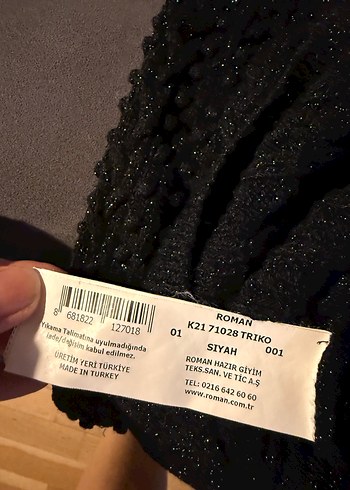 8 681822 127018
Yıkama Talimatına uyulmadığında
iade/değişim kabul edilmez.
ÜRETİM YERİ TÜRKİYE
MADE IN TURKEY
ROMAN
K21 71028 TRIKO
01 SIYAH 001
ROMAN HAZIR GİYİM
TEKS.SAN. VE TİC A.Ş
TEL: 0216 642 60 60
www.roman.com.tr